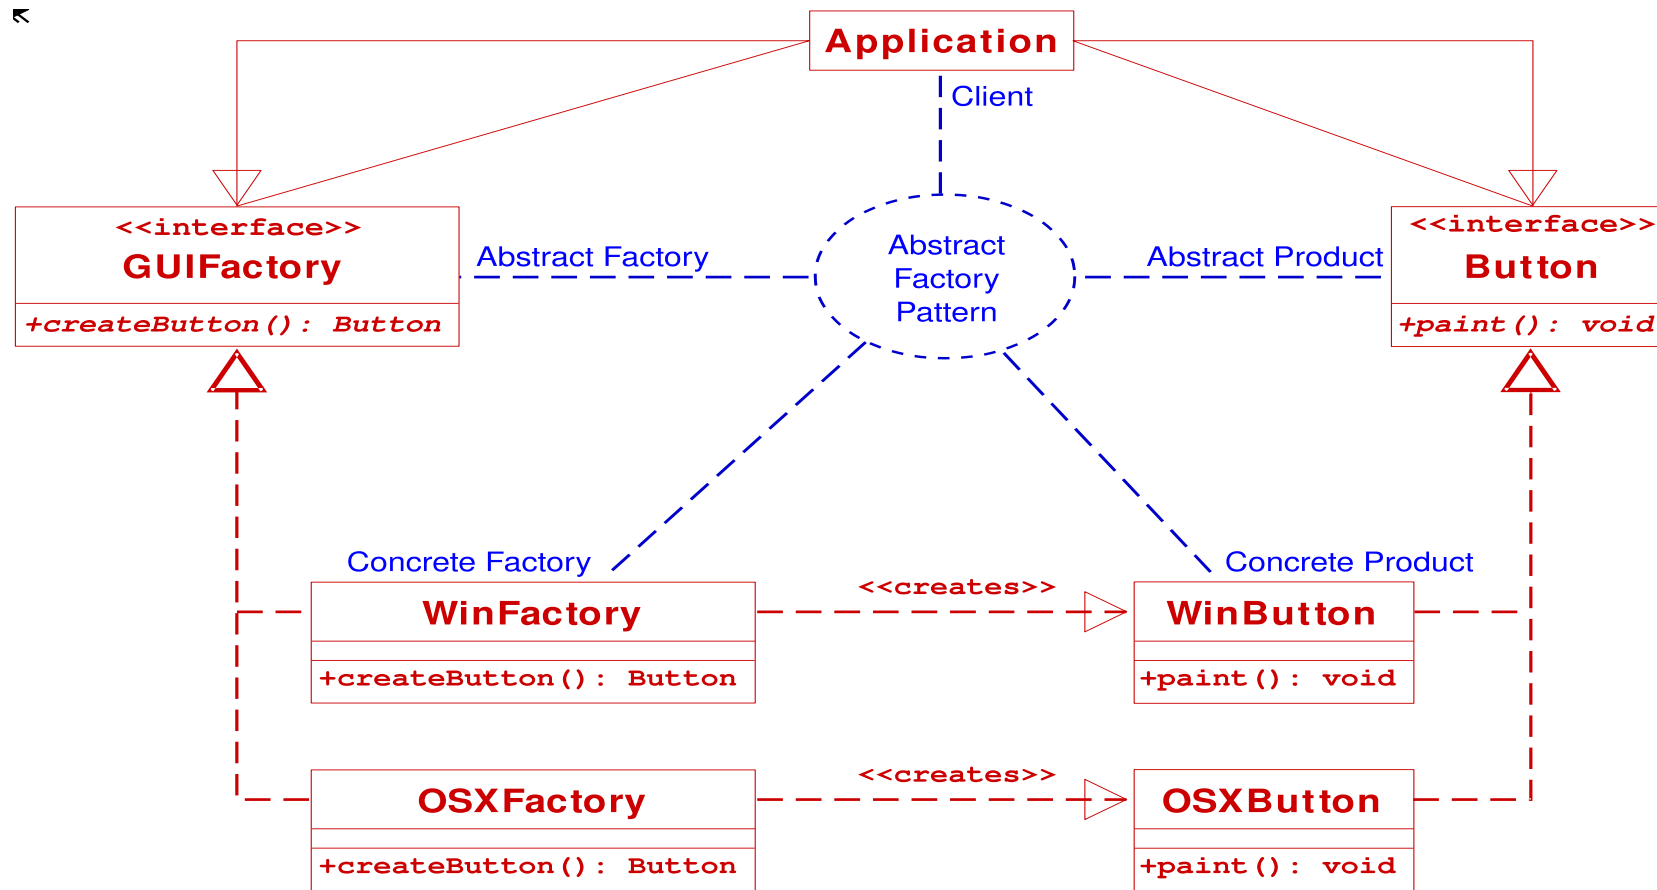 Application
Client
<<interface>>
GUIFactory
+createButton(): Button
Abstract Factory
Abstract
Factory
Pattern
Abstract Product
<<interface>>
Button
+paint(): void
Concrete Factory
Concrete Product
WinFactory
+createButton(): Button
<<creates>>
WinButton
+paint(): void
OSXFactory
+createButton(): Button
<<creates>>
OSXButton
+paint(): void